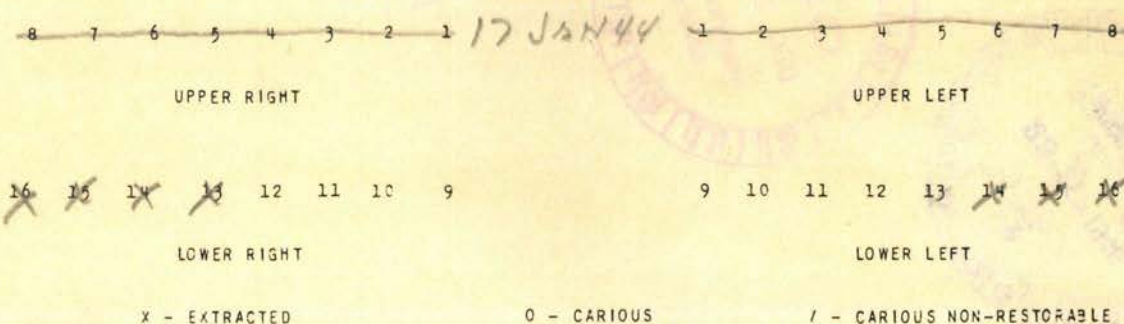 8 7 6 5 4 3 2 1 17 JAN 44 1 2 3 4 5 6 7 8
UPPER RIGHT UPPER LEFT
16 15 14 13 12 11 10 9 9 10 11 12 13 14 15 16
LOWER RIGHT LOWER LEFT
X - EXTRACTED O - CARIOUS / - CARIOUS NON-RESTORABLE